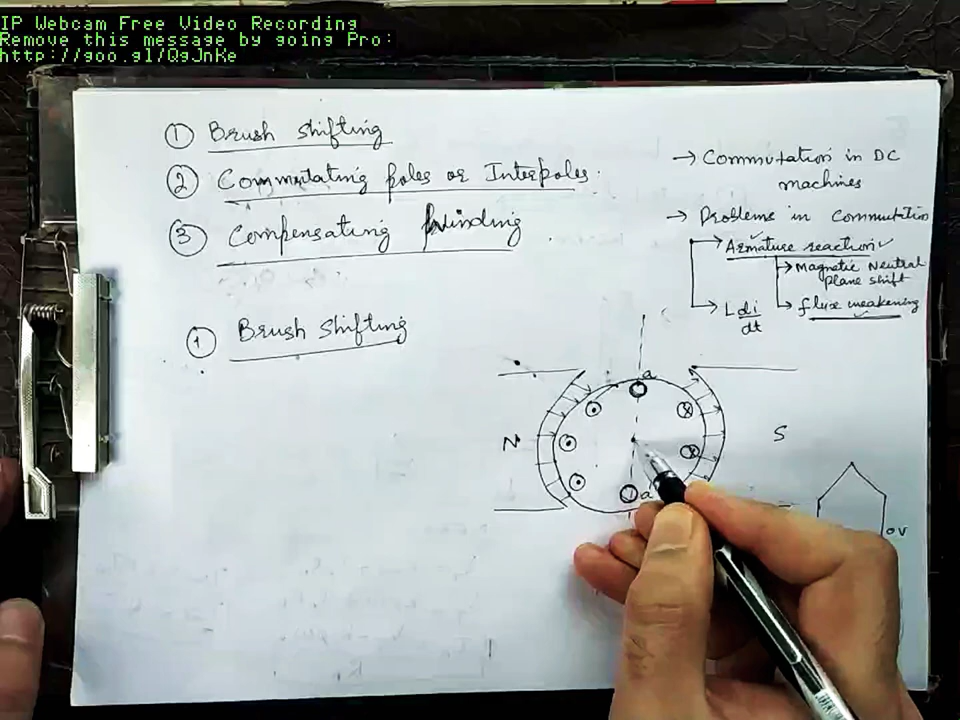 IP Webcam Free Video Recording
Remove this message by going Pro:
http://goo.gl/QgJnKe
① Brush shifting
② Commutating poles or Interpoles
③ Compensating Winding
→ Commutation in DC machines
→ Problems in Commutation
→ Armature reaction
→ Magnetic Neutral Plane shift
→ flux weakening
→ L di/dt
① Brush Shifting
a
N
S
a
0V